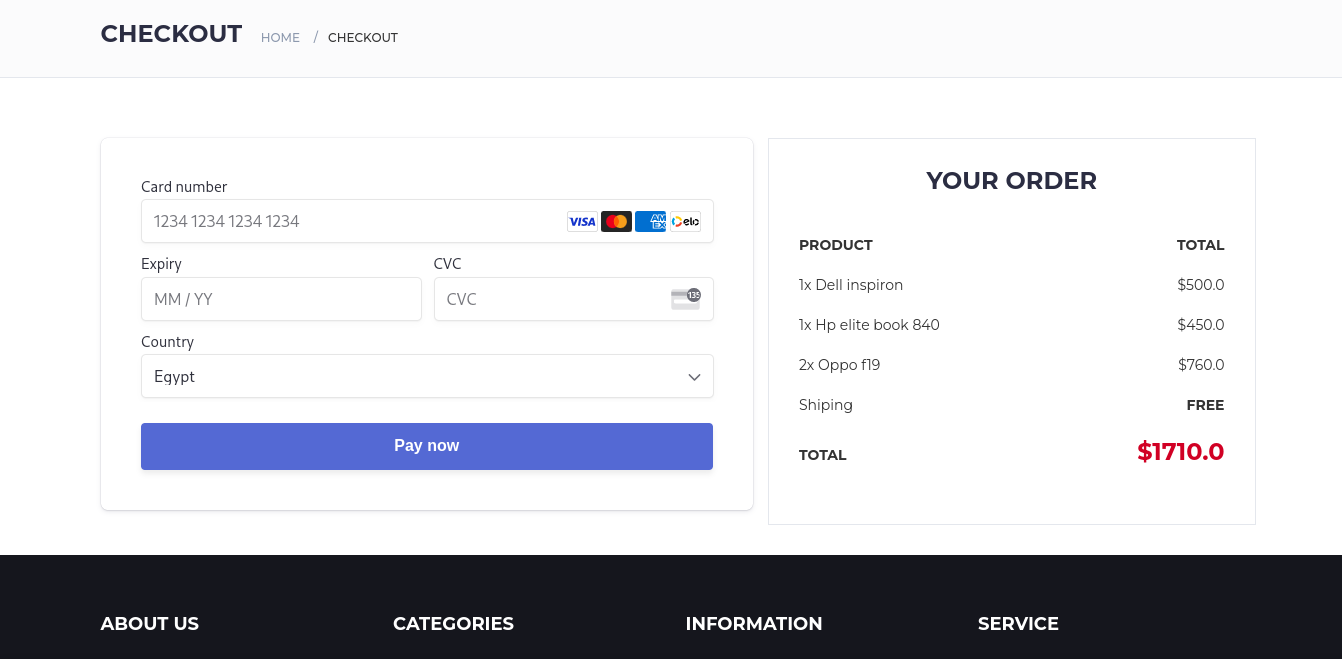 CHECKOUT HOME / CHECKOUT
Card number
1234 1234 1234 1234 VISA AM EX elo
Expiry CVC
MM / YY CVC 135
Country
Egypt
Pay now
YOUR ORDER
PRODUCT TOTAL
1x Dell inspiron $500.0
1x Hp elite book 840 $450.0
2x Oppo f19 $760.0
Shiping FREE
TOTAL $1710.0
ABOUT US CATEGORIES INFORMATION SERVICE